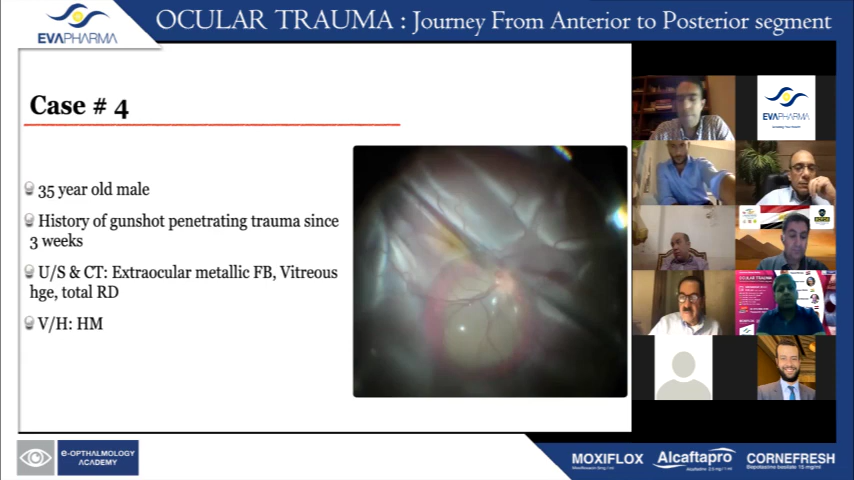 EVAPHARMA
OCULAR TRAUMA : Journey From Anterior to Posterior segment
Case # 4
35 year old male
History of gunshot penetrating trauma since
3 weeks
U/S & CT: Extraocular metallic FB, Vitreous
hge, total RD
V/H: HM
EVAPHARMA
OCULAR TRAUMA
e-OPTHALMOLOGY
ACADEMY
MOXIFLOX
Alcaftapro
CORNEFRESH